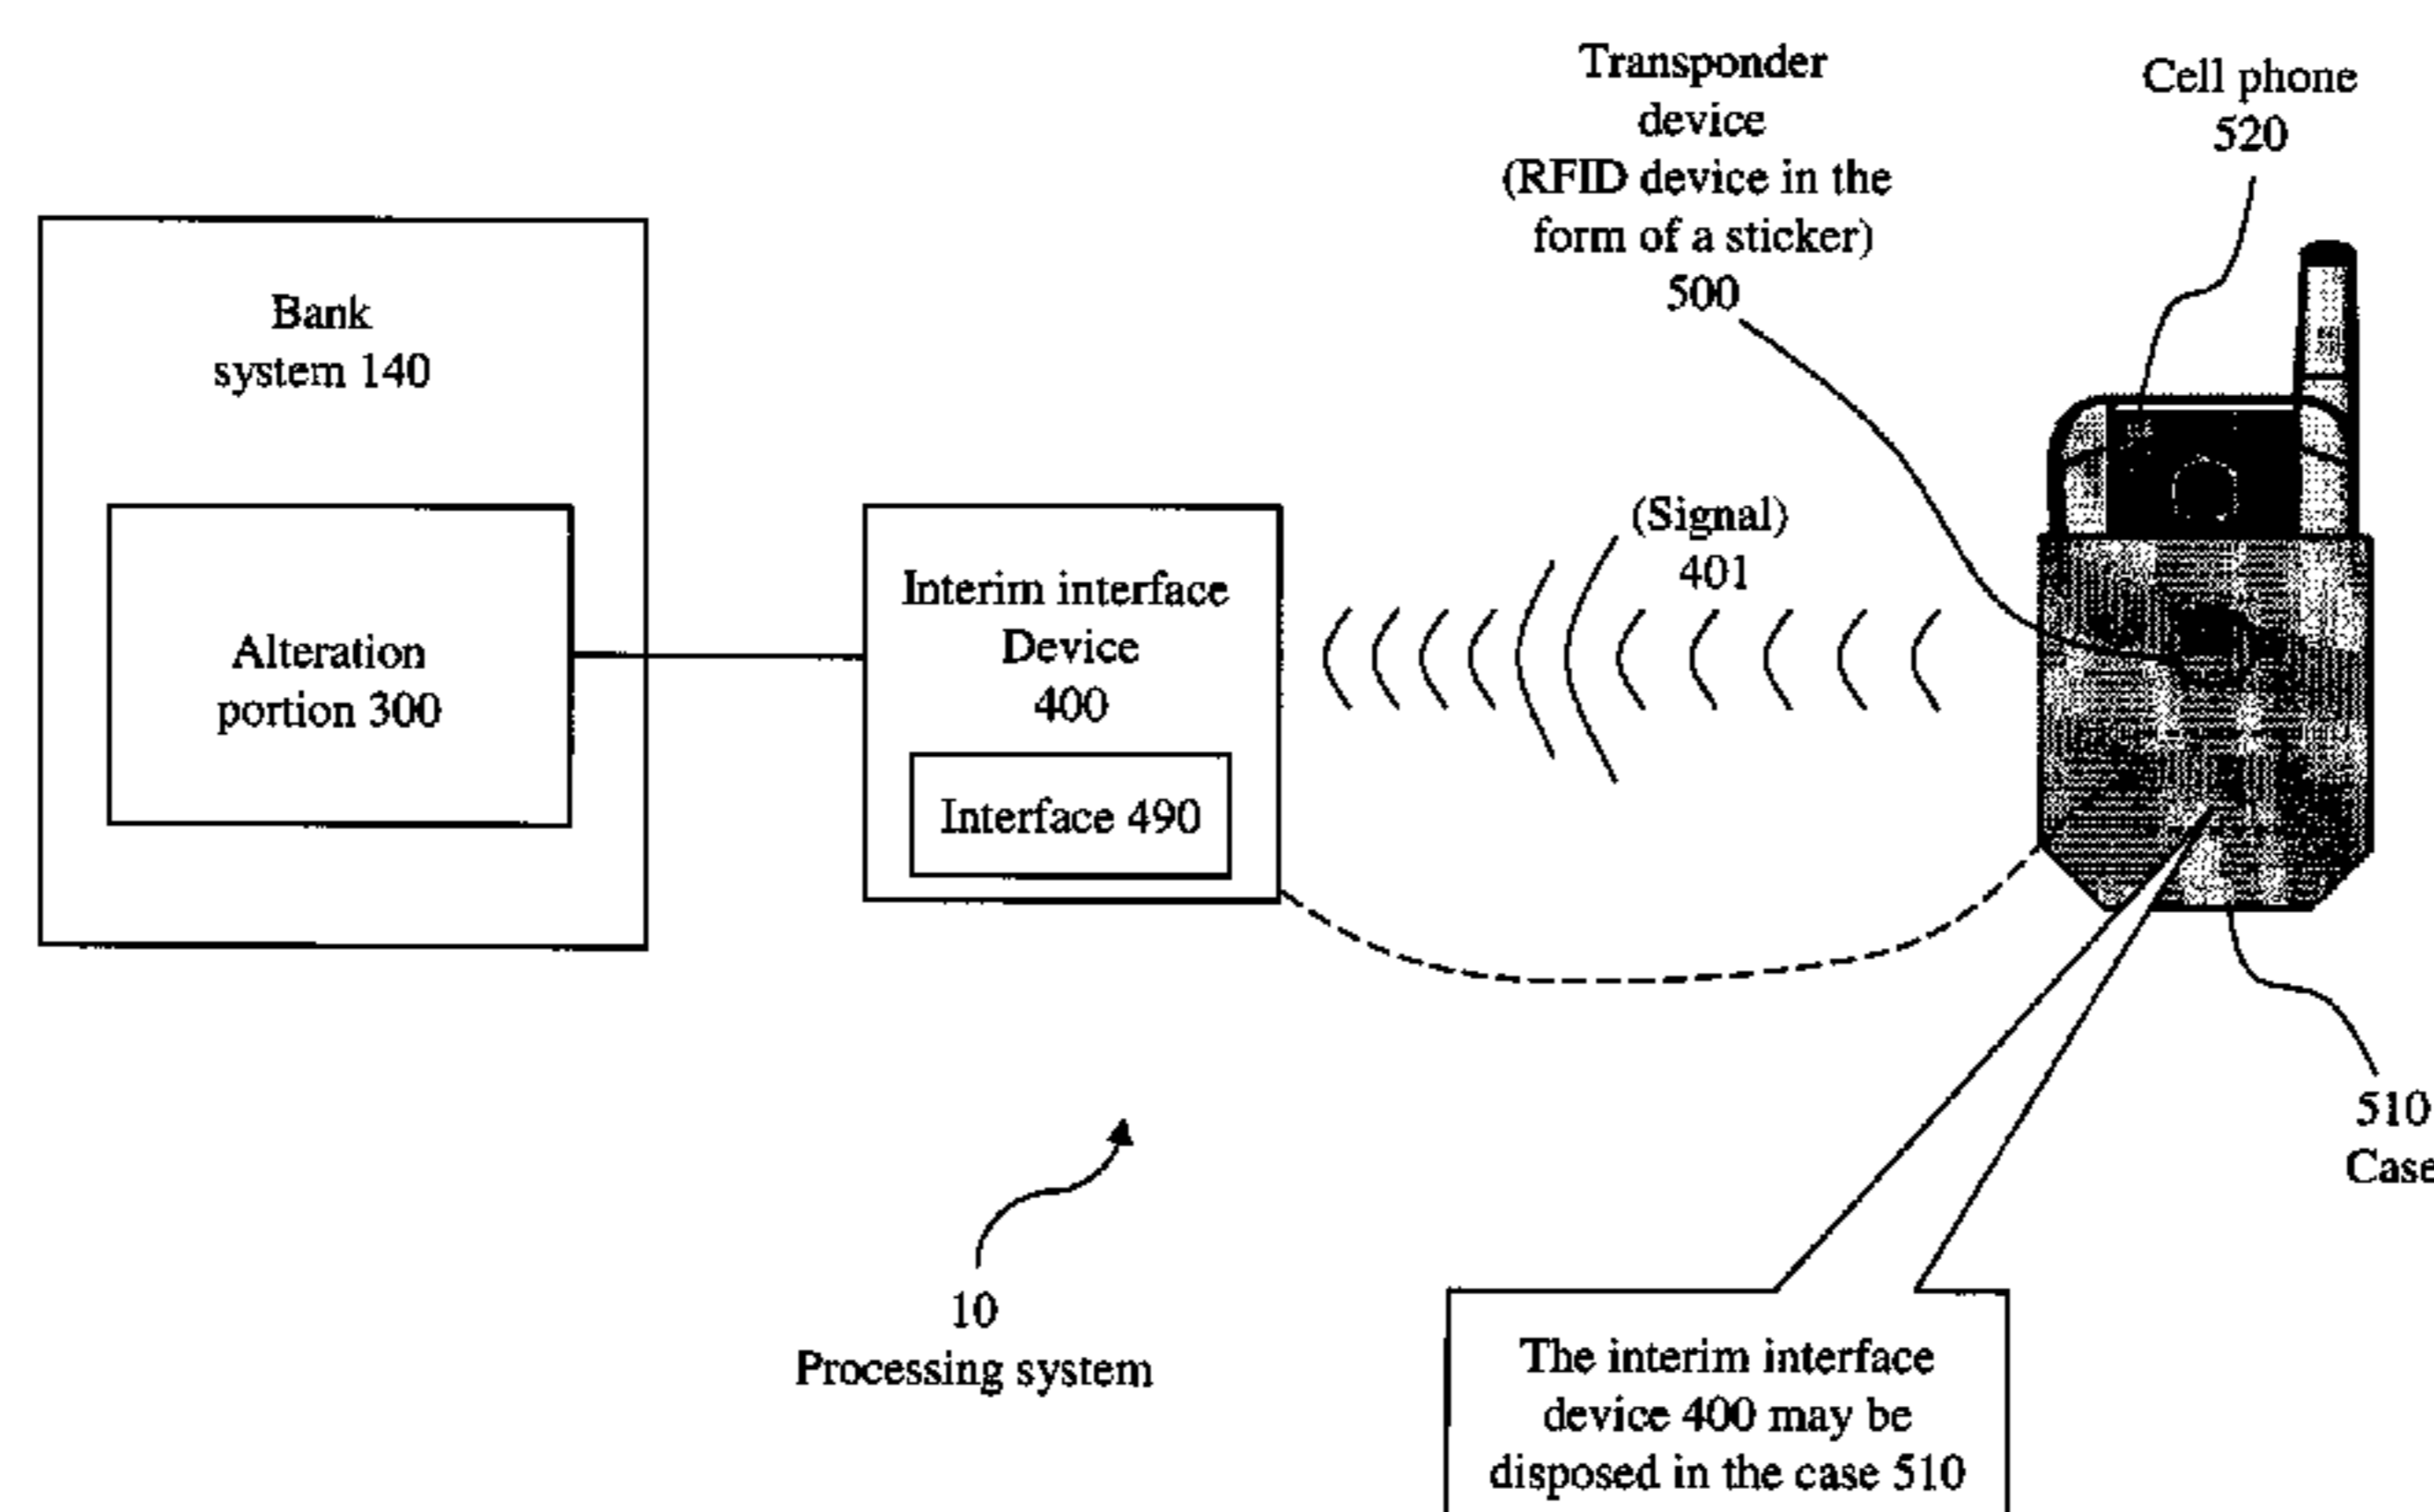 Transponder
device
(RFID device in the
form of a sticker)
500
Cell phone
520
Bank
system 140
Alteration
portion 300
Interim interface
Device
400
Interface 490
(Signal)
401
510
Case
10
Processing system
The interim interface
device 400 may be
disposed in the case 510